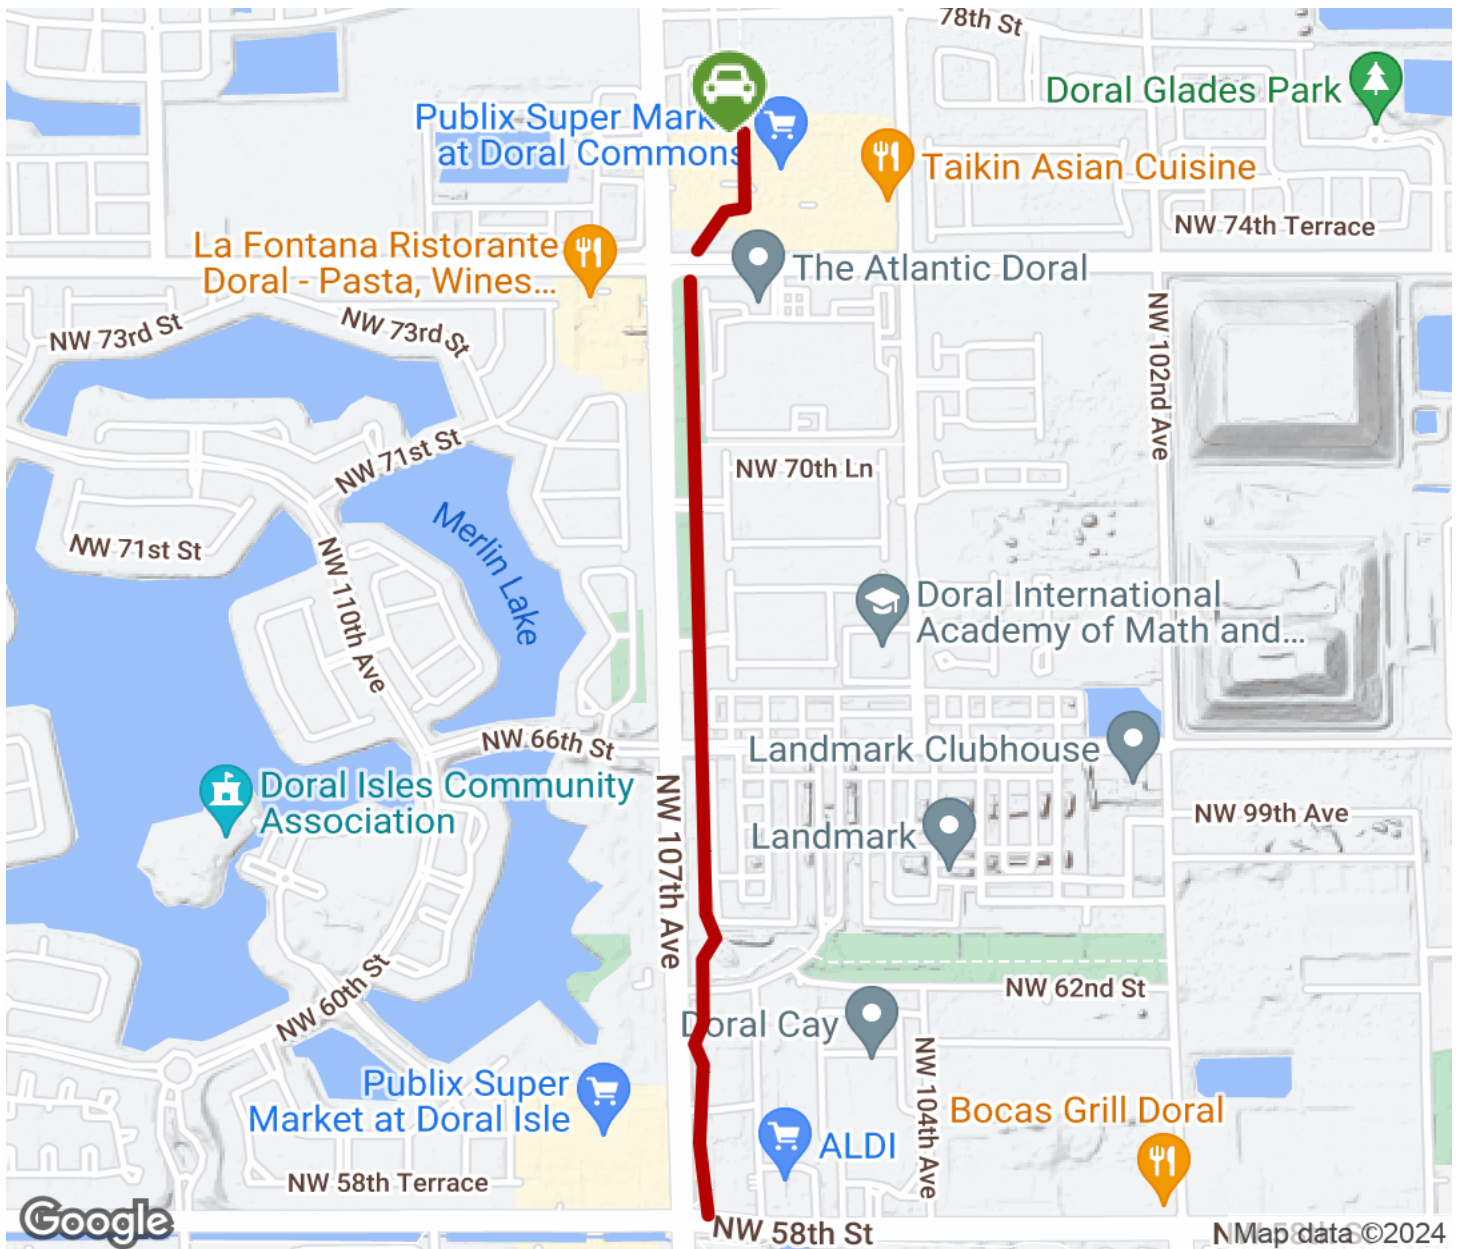 78th St
Doral Glades Park
Publix Super Mark
at Doral Commons
Taikin Asian Cuisine
NW 74th Terrace
La Fontana Ristorante
Doral - Pasta, Wines...
The Atlantic Doral
NW 73rd St
NW 73rd St
NW 102nd Ave
NW 71st St
NW 70th Ln
Merlin Lake
NW 71st St
NW 110th Ave
Doral International
Academy of Math and...
NW 66th St
Landmark Clubhouse
Doral Isles Community
Association
NW 107th Ave
Landmark
NW 99th Ave
NW 60th St
NW 62nd St
Doral Cay
NW 104th Ave
Publix Super
Market at Doral Isle
Bocas Grill Doral
ALDI
NW 58th Terrace
Google
NW 58th St
Map data ©2024